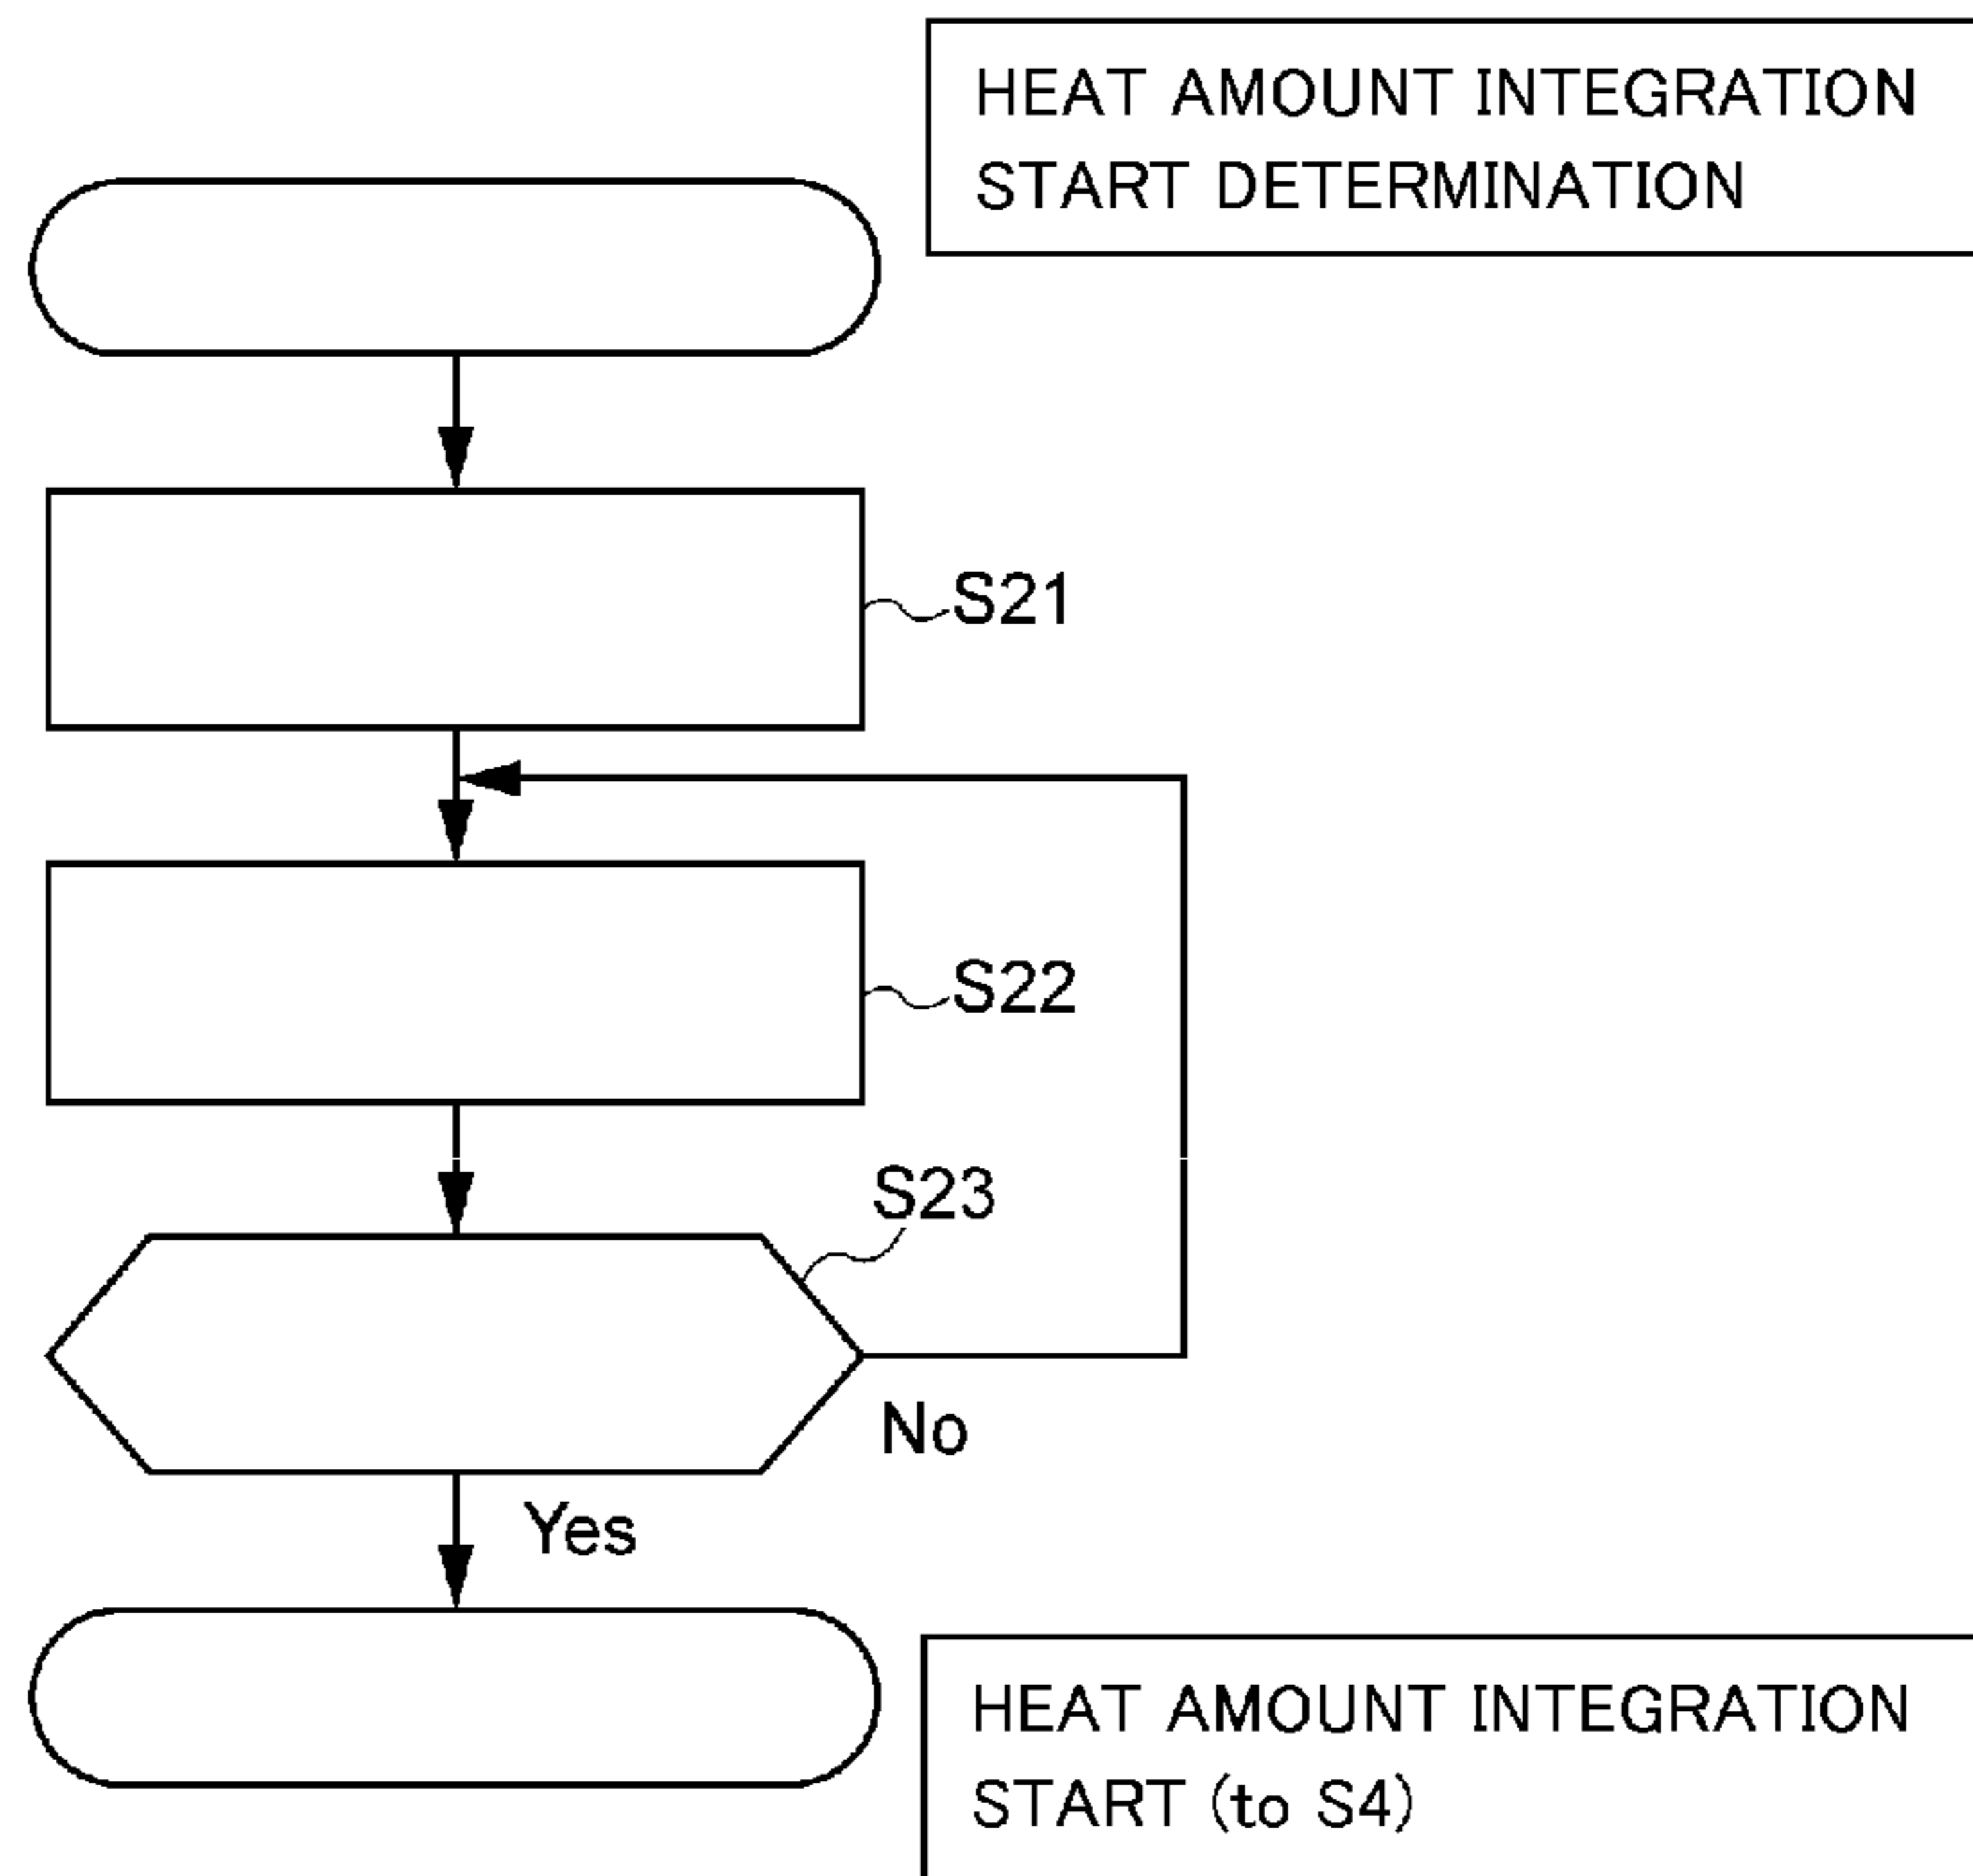 HEAT AMOUNT INTEGRATION
START DETERMINATION
S21
S22
S23
No
Yes
HEAT AMOUNT INTEGRATION
START (to S4)